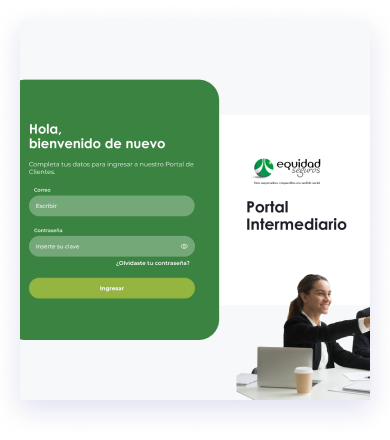 Hola,
bienvenido de nuevo
Completa tus datos para ingresar a nuestro Portal de
Clientes.
Correo
Escribir
Contraseña
Inserte su clave
¿Olvidaste tu contraseña?
Ingresar
equidad
seguros
Portal
Intermediario